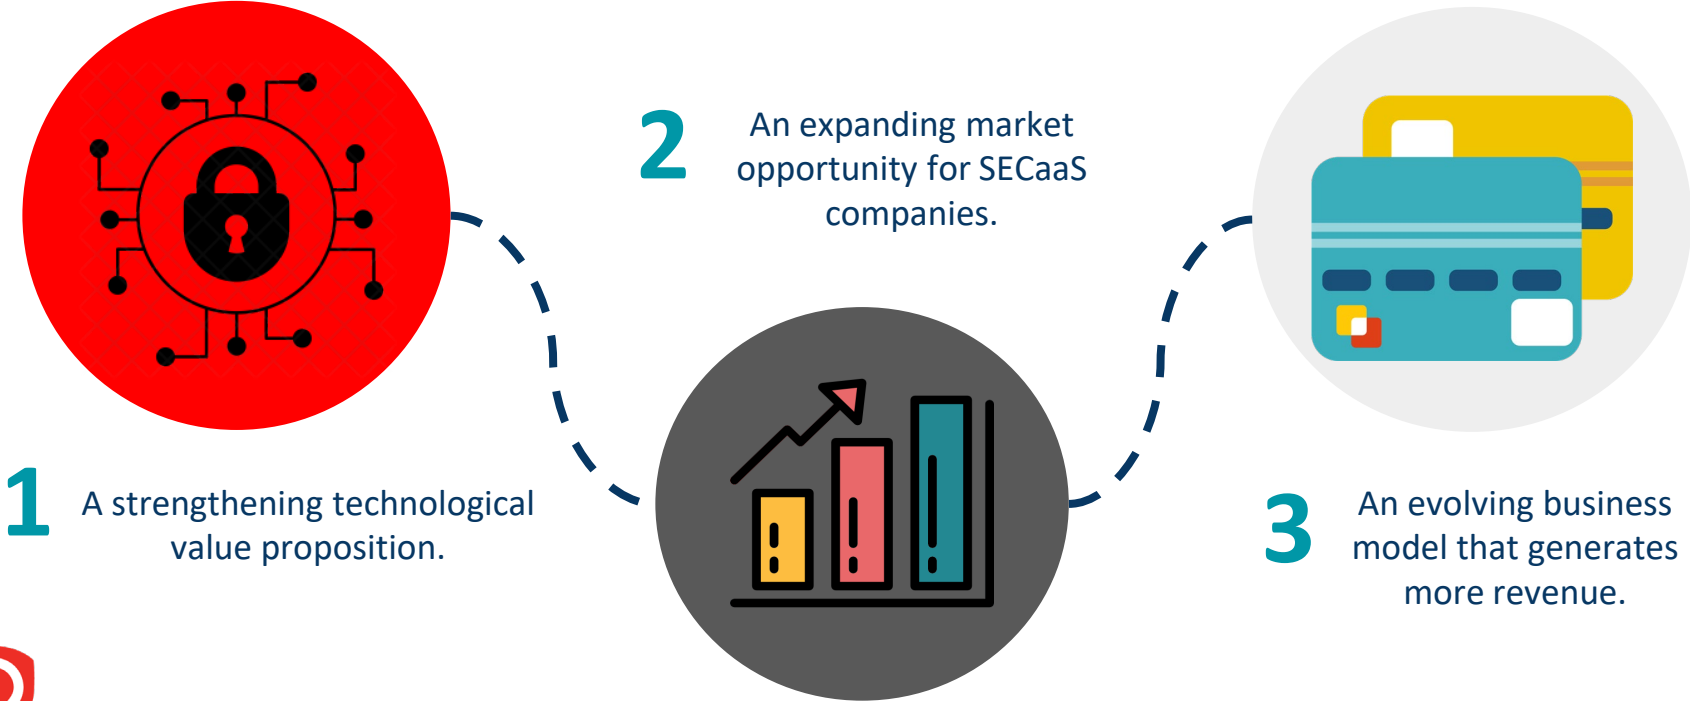 1
A strengthening technological
value proposition.
2
An expanding market
opportunity for SECaaS
companies.
3
An evolving business
model that generates
more revenue.